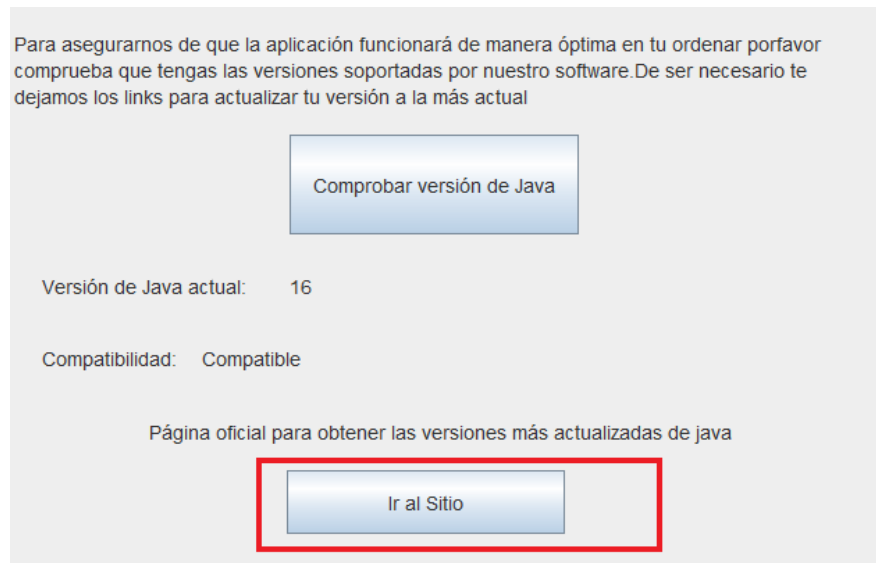 Para asegurarnos de que la aplicación funcionará de manera óptima en tu ordenar porfavor
comprueba que tengas las versiones soportadas por nuestro software.De ser necesario te
dejamos los links para actualizar tu versión a la más actual
Comprobar versión de Java
Versión de Java actual: 16
Compatibilidad: Compatible
Página oficial para obtener las versiones más actualizadas de java
Ir al Sitio